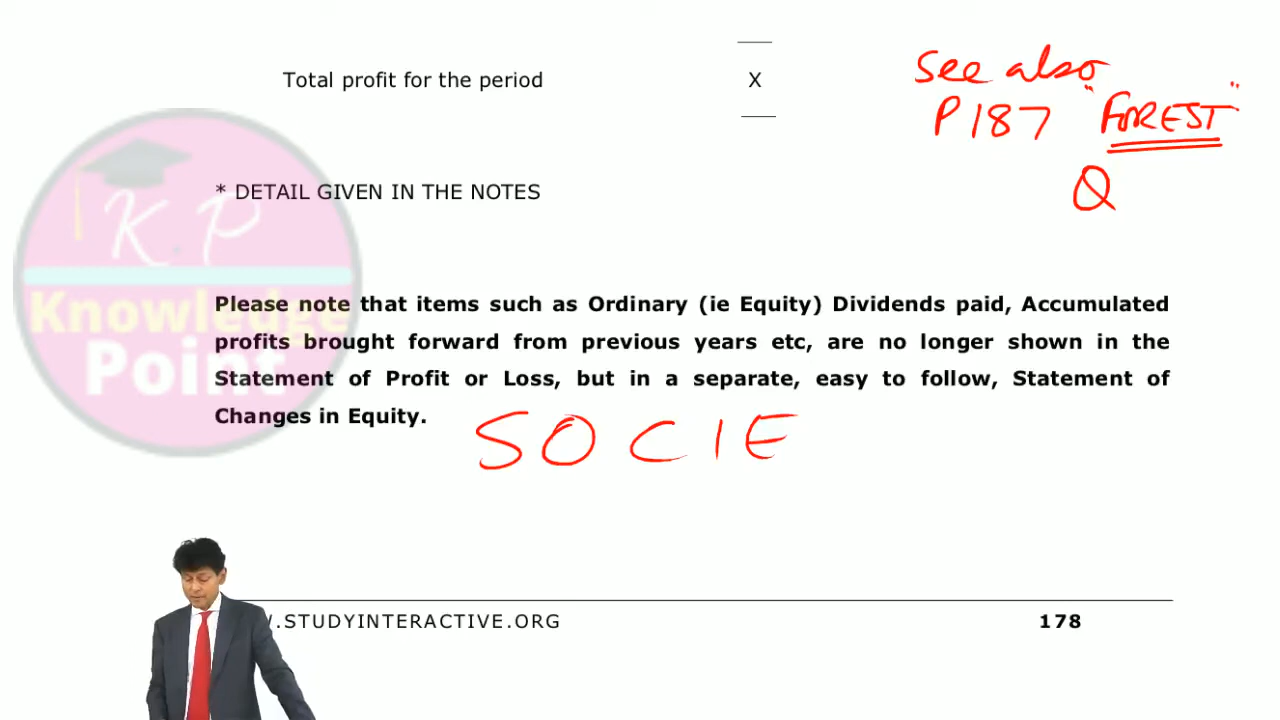 Total profit for the period X
See also
P187 "FOREST"
Q
* DETAIL GIVEN IN THE NOTES
K.P
Knowledge
Point
Please note that items such as Ordinary (ie Equity) Dividends paid, Accumulated
profits brought forward from previous years etc, are no longer shown in the
Statement of Profit or Loss, but in a separate, easy to follow, Statement of
Changes in Equity.
SOCIE
.STUDYINTERACTIVE.ORG 178